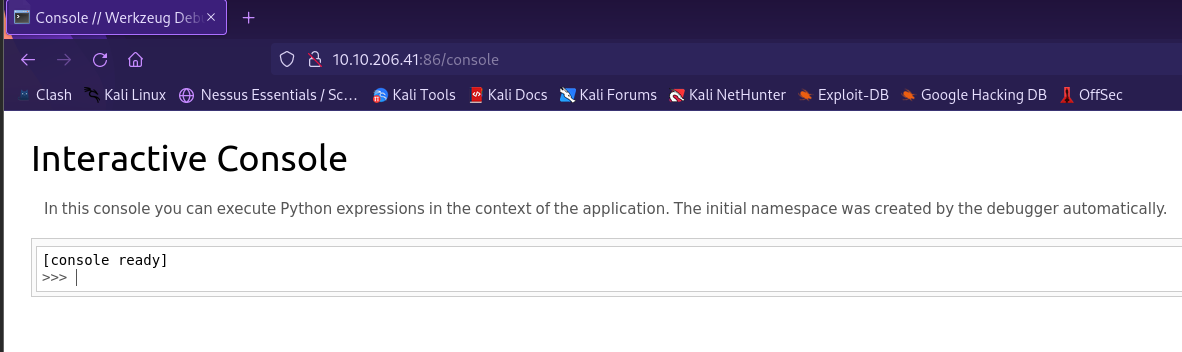 Console // Werkzeug Deb
10.10.206.41:86/console
Clash Kali Linux Nessus Essentials / Sc... Kali Tools Kali Docs Kali Forums Kali NetHunter Exploit-DB Google Hacking DB OffSec
Interactive Console
In this console you can execute Python expressions in the context of the application. The initial namespace was created by the debugger automatically.
[console ready]
>>>